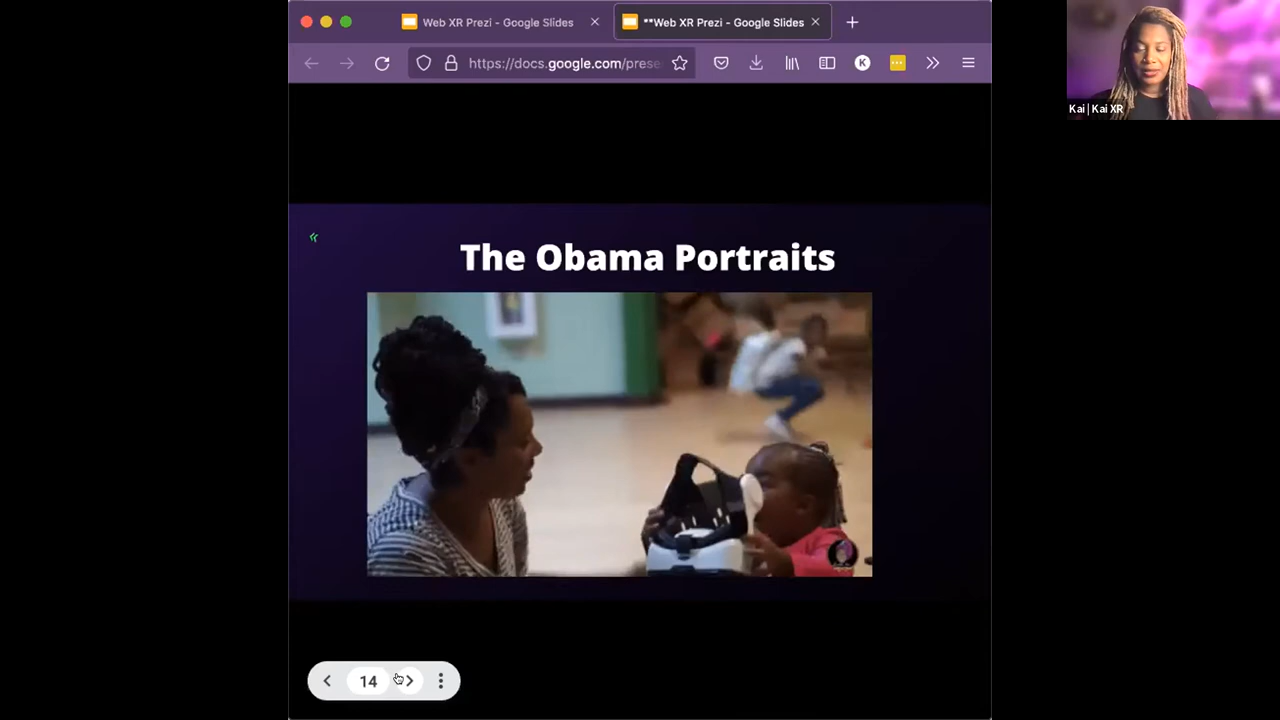 Web XR Prezi - Google Slides
**Web XR Prezi - Google Slides
https://docs.google.com/prese
K
Kai | Kai XR
The Obama Portraits
14